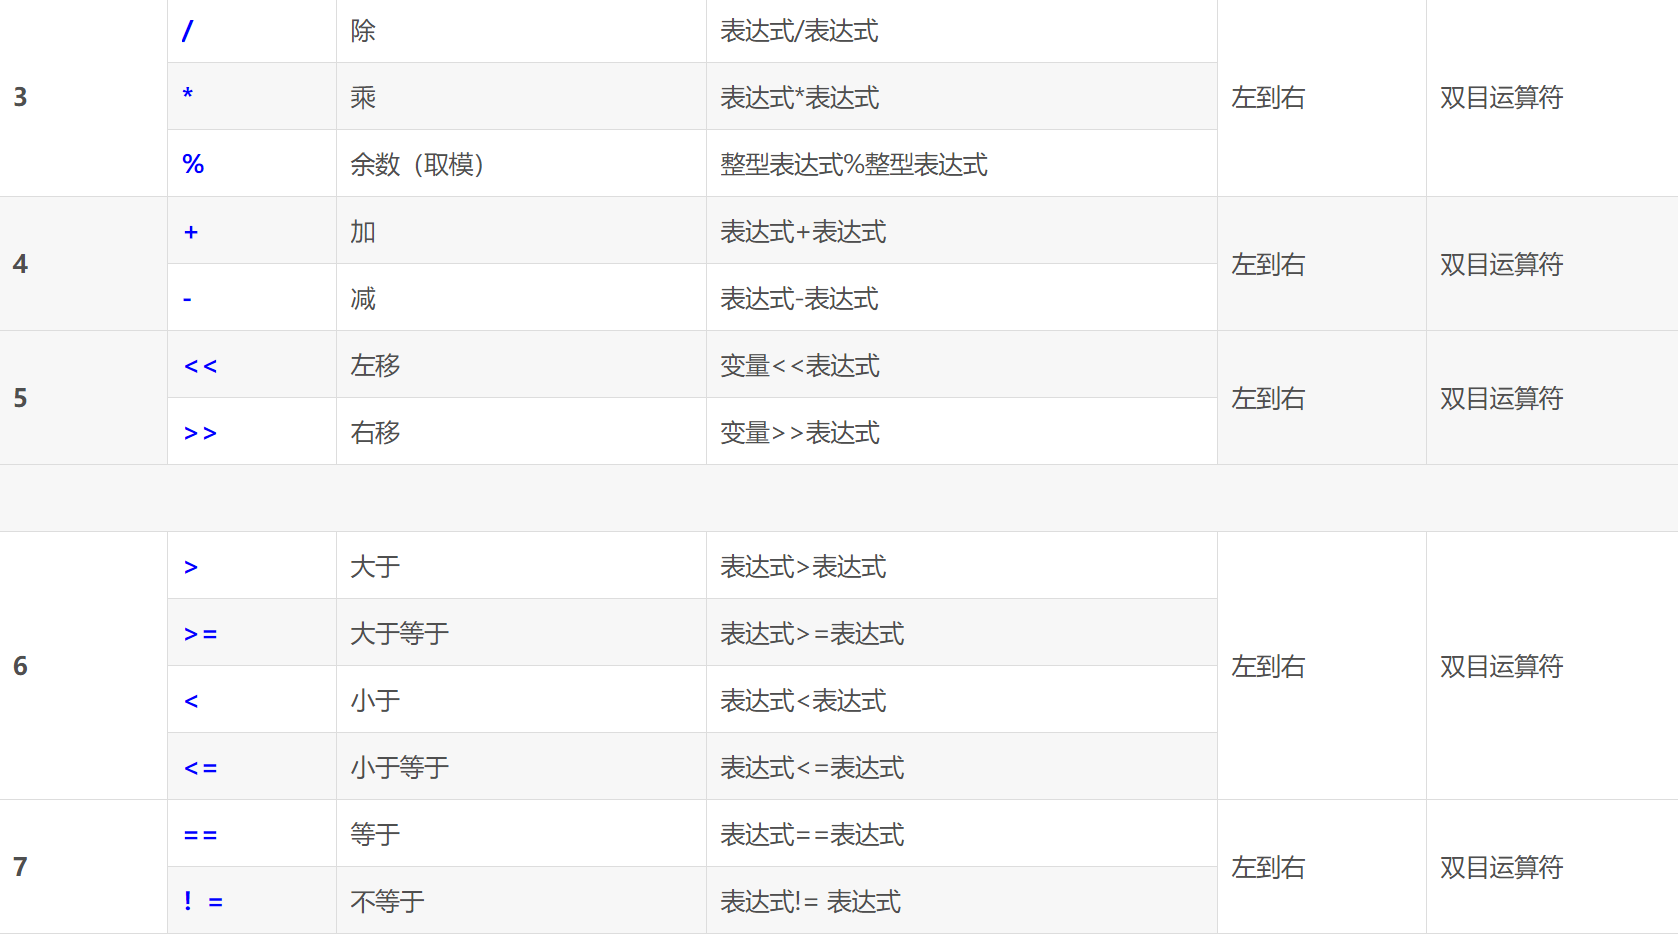 / 除 表达式/表达式
3 * 乘 表达式*表达式 左到右 双目运算符
% 余数（取模） 整型表达式%整型表达式
+ 加 表达式+表达式
4 左到右 双目运算符
- 减 表达式-表达式
<< 左移 变量<<表达式
5 左到右 双目运算符
>> 右移 变量>>表达式
> 大于 表达式>表达式
>= 大于等于 表达式>=表达式
6 左到右 双目运算符
< 小于 表达式<表达式
<= 小于等于 表达式<=表达式
== 等于 表达式==表达式
7 左到右 双目运算符
! = 不等于 表达式!= 表达式